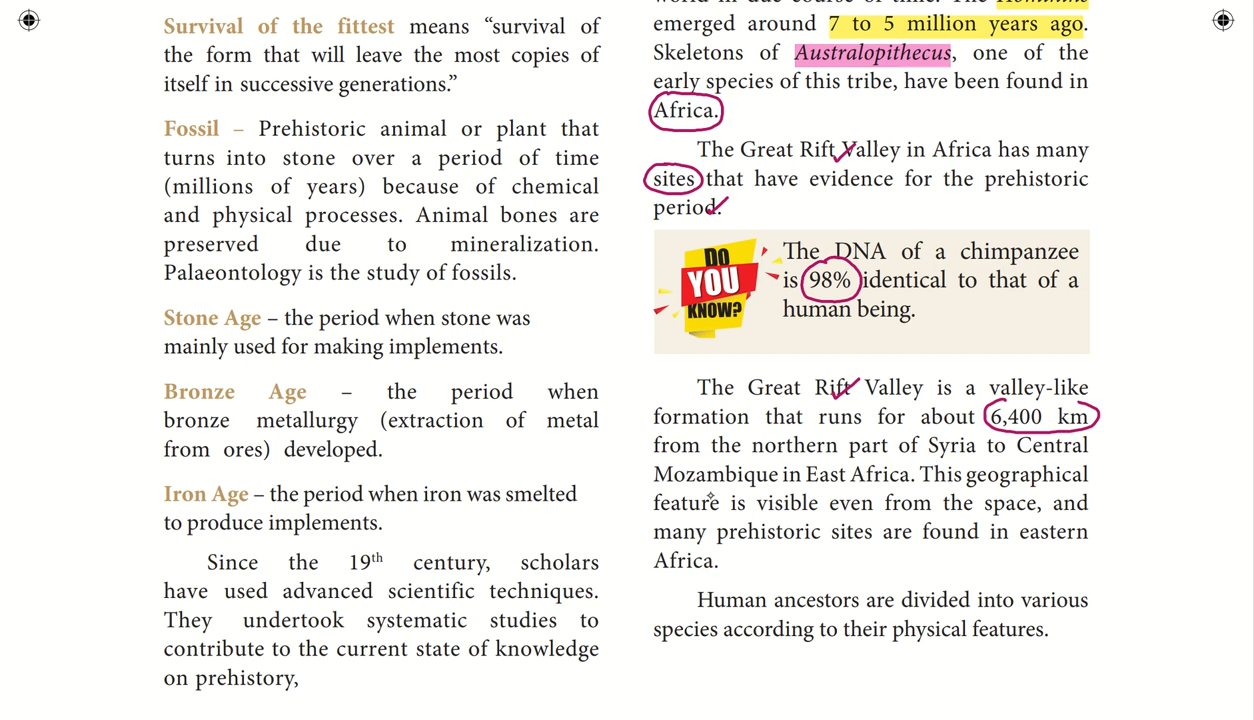 Survival of the fittest means “survival of
the form that will leave the most copies of
itself in successive generations.”
Fossil – Prehistoric animal or plant that
turns into stone over a period of time
(millions of years) because of chemical
and physical processes. Animal bones are
preserved due to mineralization.
Palaeontology is the study of fossils.
Stone Age – the period when stone was
mainly used for making implements.
Bronze Age – the period when
bronze metallurgy (extraction of metal
from ores) developed.
Iron Age – the period when iron was smelted
to produce implements.
Since the 19th century, scholars
have used advanced scientific techniques.
They undertook systematic studies to
contribute to the current state of knowledge
on prehistory,
emerged around 7 to 5 million years ago.
Skeletons of Australopithecus, one of the
early species of this tribe, have been found in
Africa.
The Great Rift Valley in Africa has many
sites that have evidence for the prehistoric
period.
DO
YOU
KNOW?
The DNA of a chimpanzee
is 98% identical to that of a
human being.
The Great Rift Valley is a valley-like
formation that runs for about 6,400 km
from the northern part of Syria to Central
Mozambique in East Africa. This geographical
feature is visible even from the space, and
many prehistoric sites are found in eastern
Africa.
Human ancestors are divided into various
species according to their physical features.